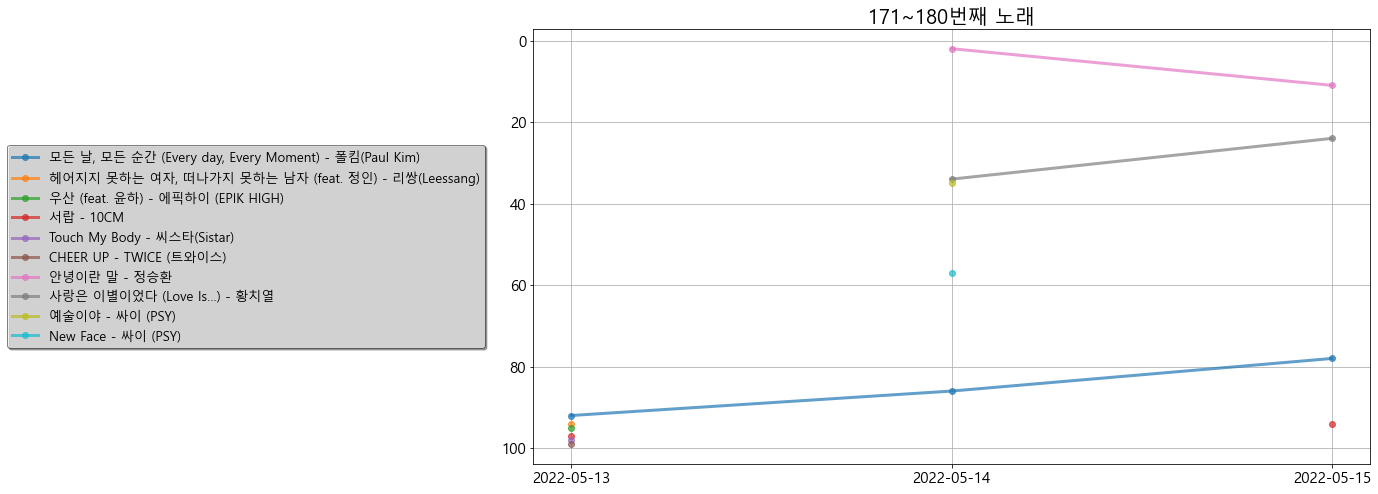 171~180번째 노래
모든 날, 모든 순간 (Every day, Every Moment) - 폴킴(Paul Kim)
헤어지지 못하는 여자, 떠나가지 못하는 남자 (feat. 정인) - 리쌍(Leessang)
우산 (feat. 윤하) - 에픽하이 (EPIK HIGH)
서랍 - 10CM
Touch My Body - 씨스타(Sistar)
CHEER UP - TWICE (트와이스)
안녕이란 말 - 정승환
사랑은 이별이었다 (Love Is...) - 황치열
예술이야 - 싸이 (PSY)
New Face - 싸이 (PSY)
0
20
40
60
80
100
2022-05-13
2022-05-14
2022-05-15